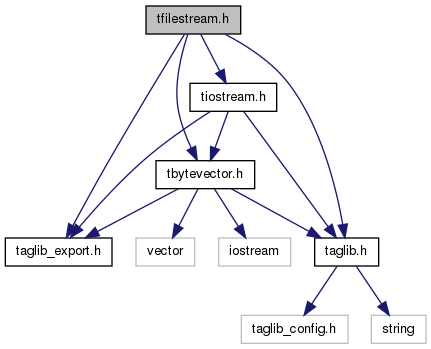 tfilestream.h
tiostream.h
tbytevector.h
taglib_export.h
vector
iostream
taglib.h
taglib_config.h
string